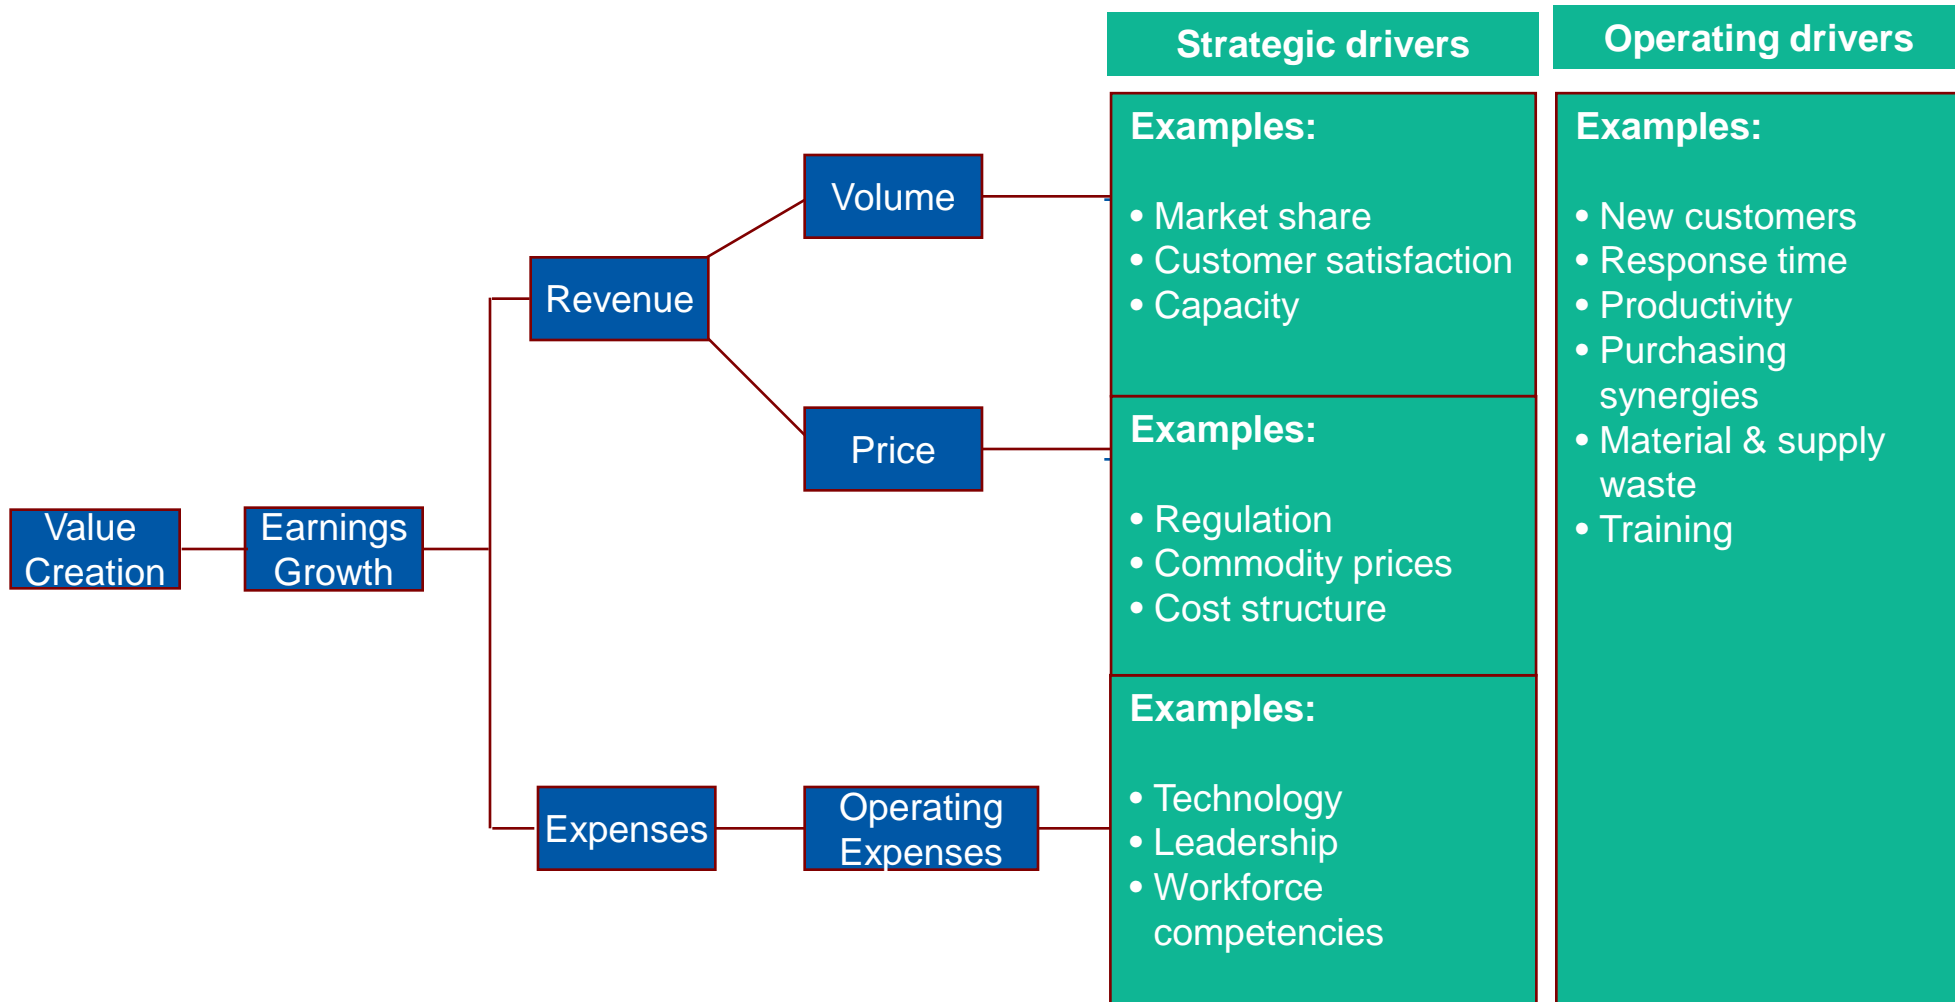 Strategic drivers
Operating drivers
Examples:
• Market share
• Customer satisfaction
• Capacity
Examples:
• New customers
• Response time
• Productivity
• Purchasing
synergies
• Material & supply
waste
• Training
Volume
Revenue
Price
Examples:
• Regulation
• Commodity prices
• Cost structure
Value
Creation
Earnings
Growth
Expenses
Operating
Expenses
Examples:
• Technology
• Leadership
• Workforce
competencies